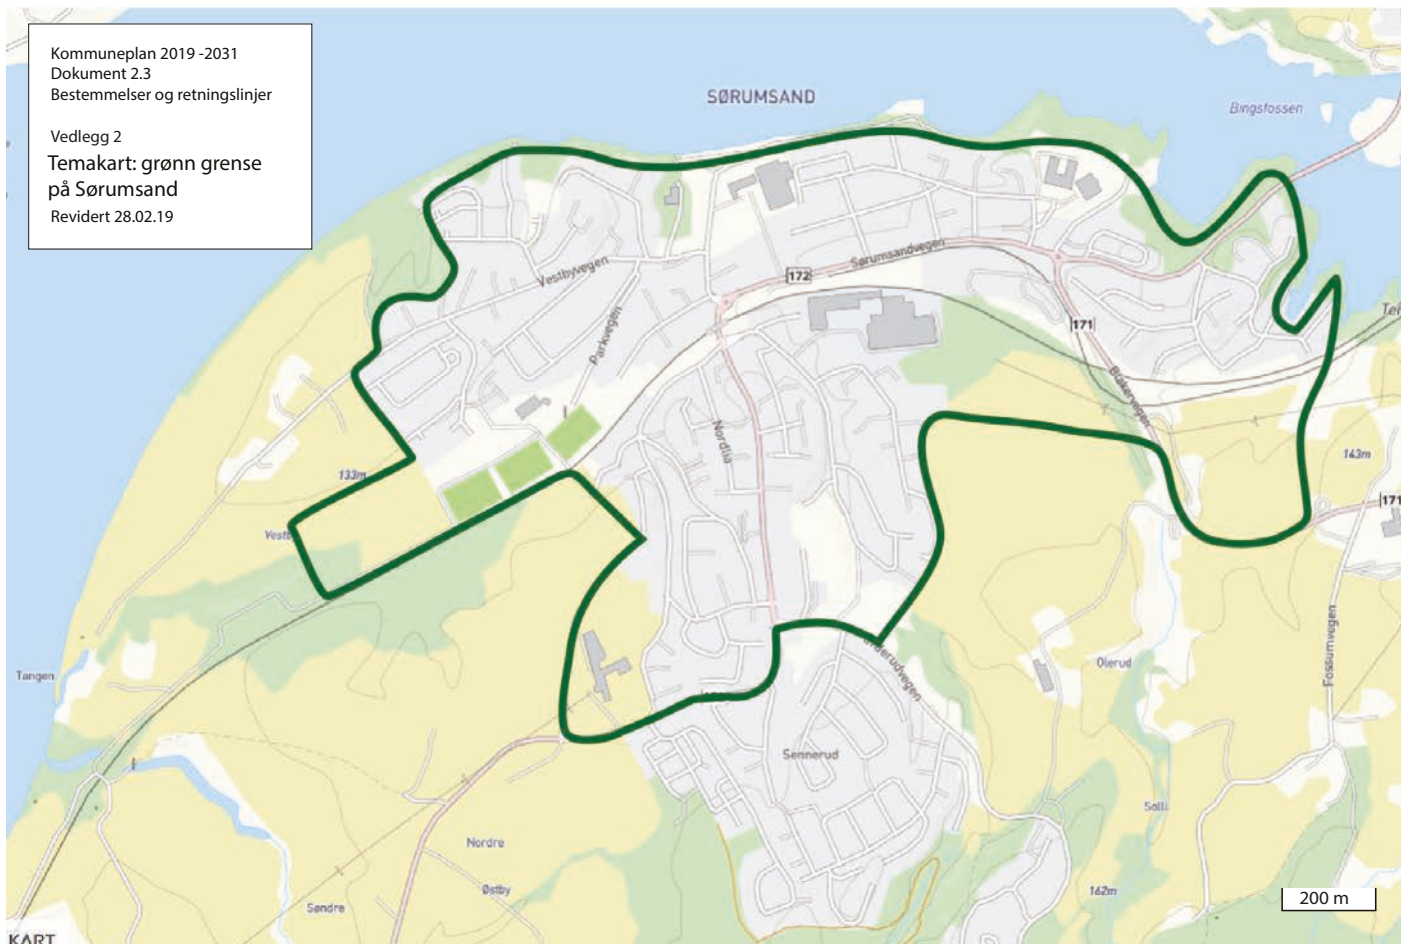 Kommuneplan 2019 -2031
Dokument 2.3
Bestemmelser og retningslinjer
Vedlegg 2
Temakart: grønn grense
på Sørumsand
Revidert 28.02.19
SØRUMSAND
Bingsfossen
Vestbyvegen
172
Sørumsandvegen
Parkvegen
171
Blakervegen
Nordlia
133m
143m
171
Tangen
Olerud
Fossumvegen
Sennerud
Solli
Nordre
Østby
Søndre
162m
200 m
KART